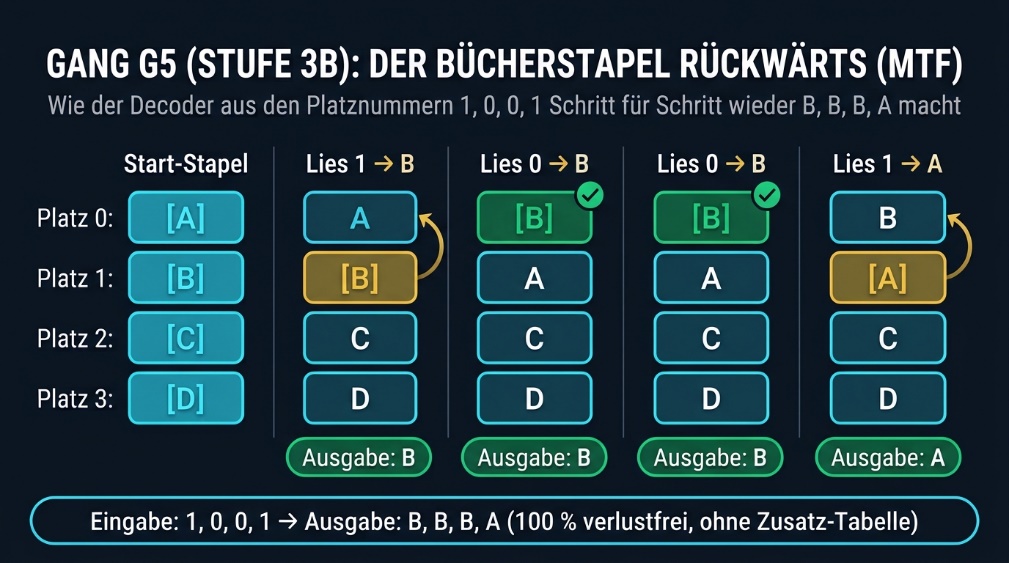 GANG G5 (STUFE 3B): DER BÜCHERSTAPEL RÜCKWÄRTS (MTF)
Wie der Decoder aus den Platznummern 1, 0, 0, 1 Schritt für Schritt wieder B, B, B, A macht
Start-Stapel Lies 1 → B Lies 0 → B Lies 0 → B Lies 1 → A
Platz 0: [A] A [B] [B] B
Platz 1: [B] [B] A A [A]
Platz 2: [C] C C C C
Platz 3: [D] D D D D
Ausgabe: B Ausgabe: B Ausgabe: B Ausgabe: A
Eingabe: 1, 0, 0, 1 → Ausgabe: B, B, B, A (100 % verlustfrei, ohne Zusatz-Tabelle)